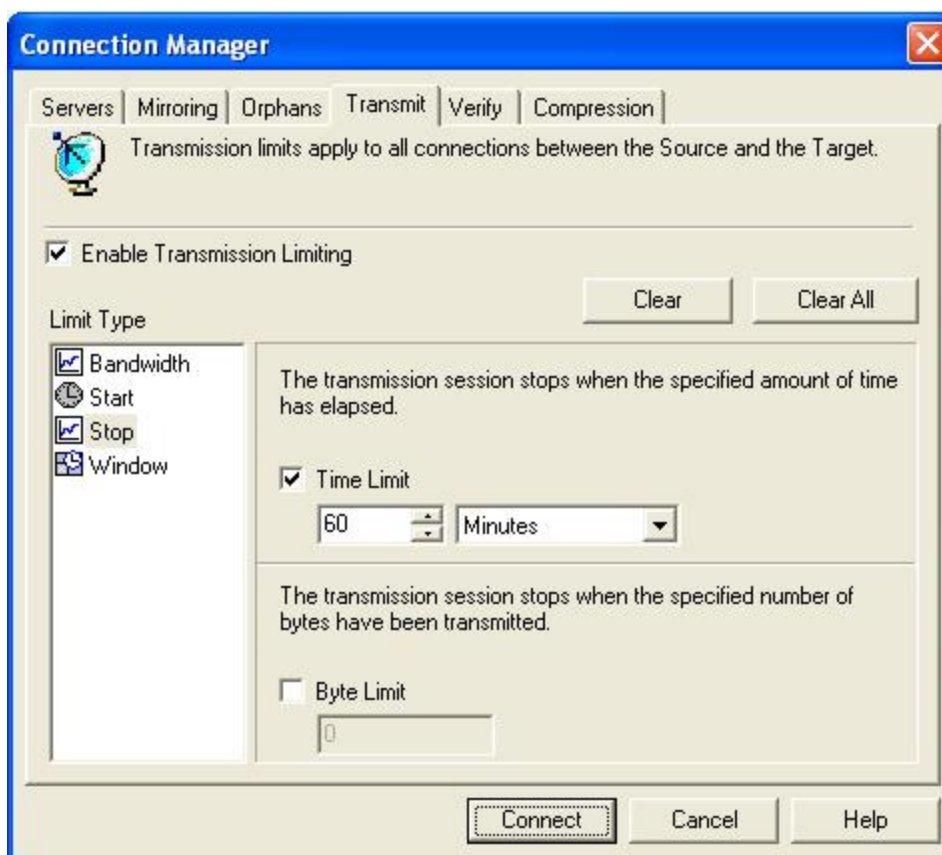 Connection Manager
Servers Mirroring Orphans Transmit Verify Compression
Transmission limits apply to all connections between the Source and the Target.
Enable Transmission Limiting
Clear Clear All
Limit Type
Bandwidth
Start
Stop
Window
The transmission session stops when the specified amount of time
has elapsed.
Time Limit
60 Minutes
The transmission session stops when the specified number of
bytes have been transmitted.
Byte Limit
0
Connect Cancel Help